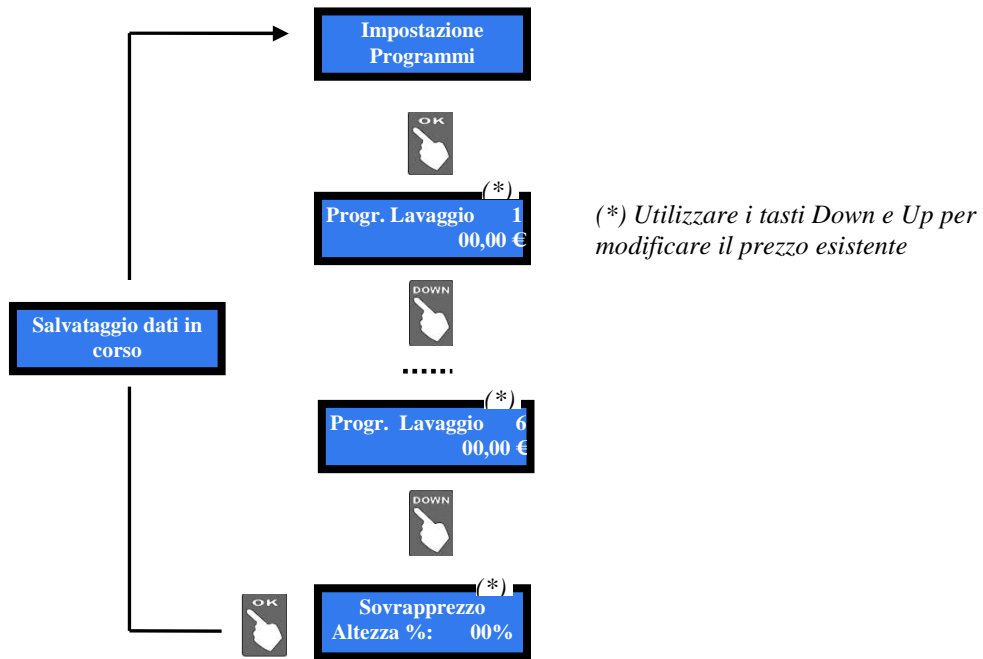 Impostazione
Programmi
OK
(*)
Progr. Lavaggio 1
00,00 €
(*) Utilizzare i tasti Down e Up per
modificare il prezzo esistente
DOWN
Salvataggio dati in
corso
......
(*)
Progr. Lavaggio 6
00,00 €
DOWN
OK
(*)
Sovrapprezzo
Altezza %: 00%